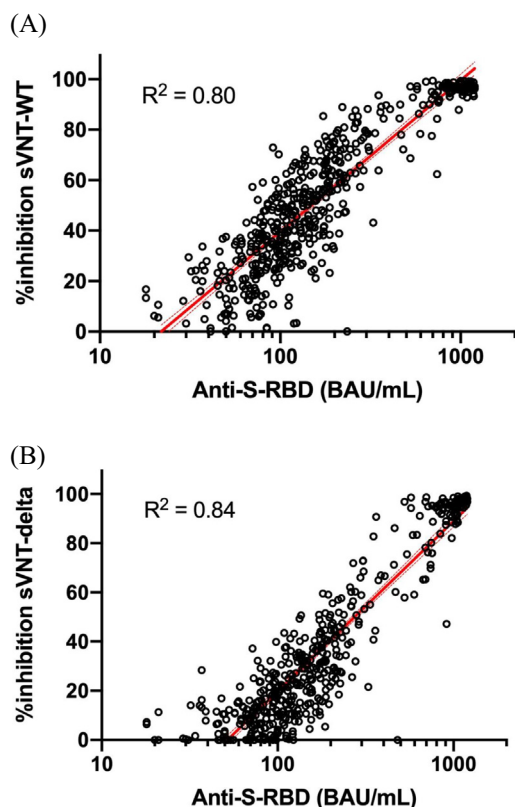 (A)
%inhibition sVNT-WT
100
80
60
40
20
0
R² = 0.80
10
100
1000
Anti-S-RBD (BAU/mL)
(B)
%inhibition sVNT-delta
100
80
60
40
20
0
R² = 0.84
10
100
1000
Anti-S-RBD (BAU/mL)